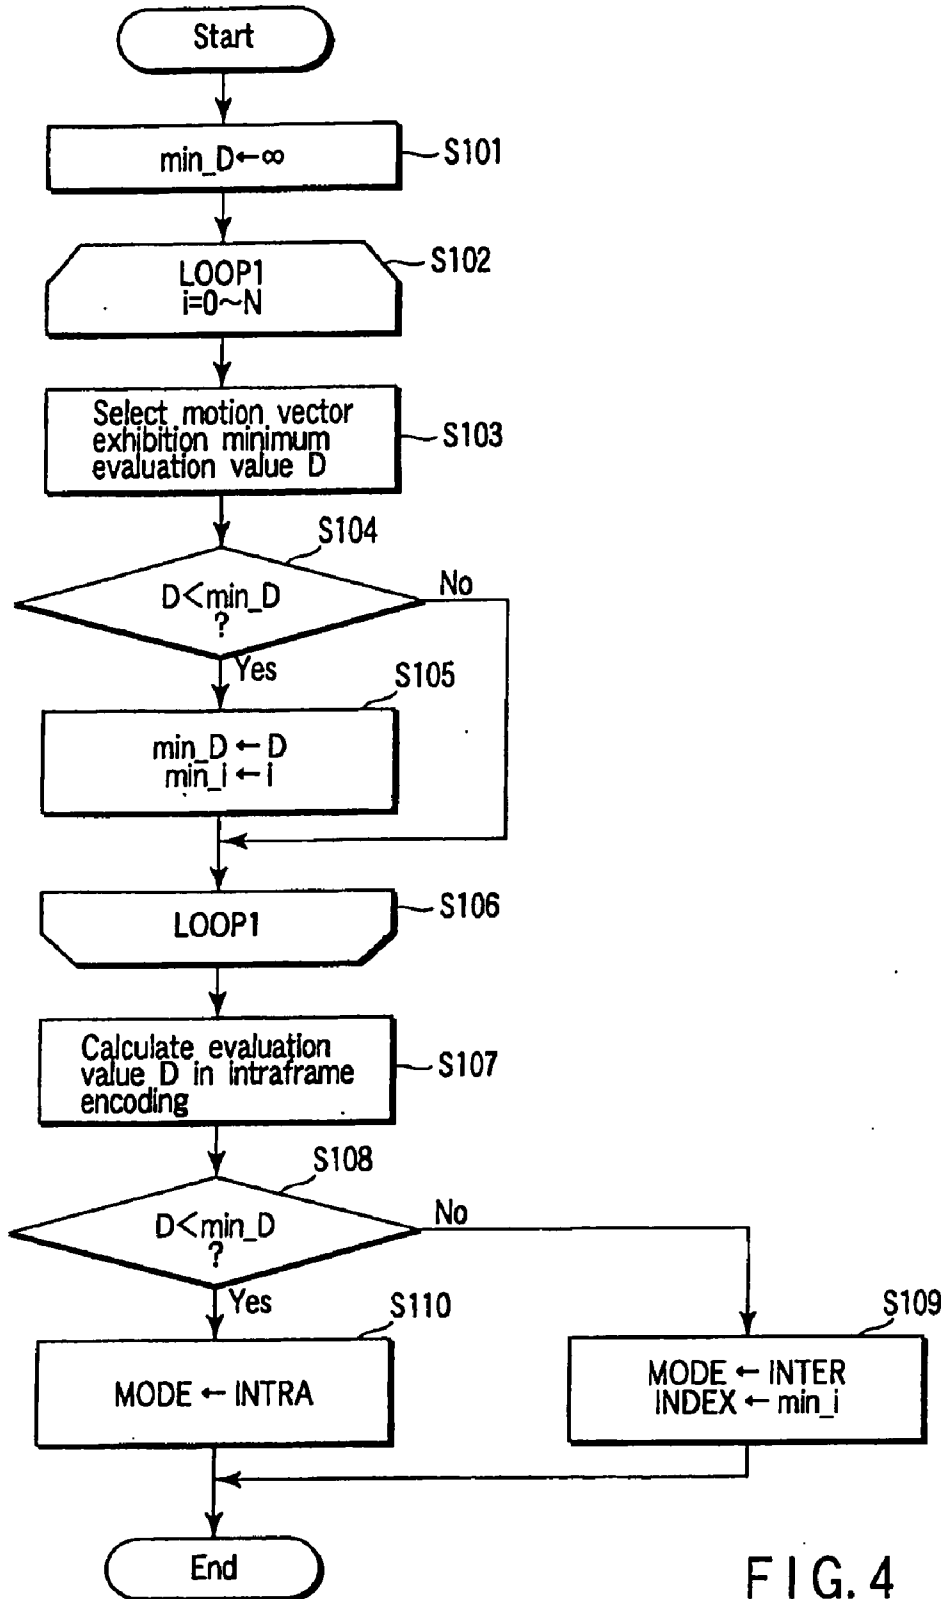 Start
min_D←∞
S101
LOOP1
i=0~N
S102
Select motion vector
exhibition minimum
evaluation value D
S103
S104
D<min_D
?
No
Yes
S105
min_D ← D
min_i ← i
LOOP1
S106
Calculate evaluation
value D in intraframe
encoding
S107
S108
D<min_D
?
No
Yes
S110
S109
MODE ← INTRA
MODE ← INTER
INDEX ← min_i
End
FIG. 4